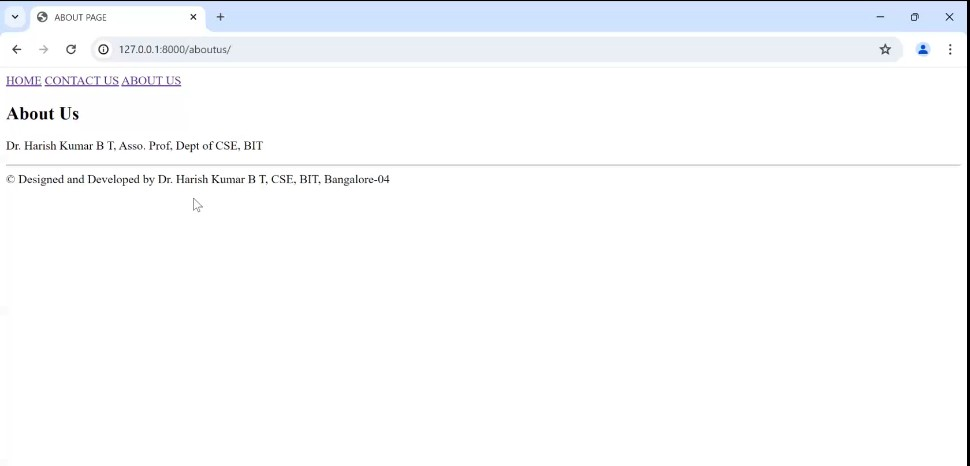 ABOUT PAGE
127.0.0.1:8000/aboutus/
HOME CONTACT US ABOUT US
About Us
Dr. Harish Kumar B T, Asso. Prof, Dept of CSE, BIT
© Designed and Developed by Dr. Harish Kumar B T, CSE, BIT, Bangalore-04